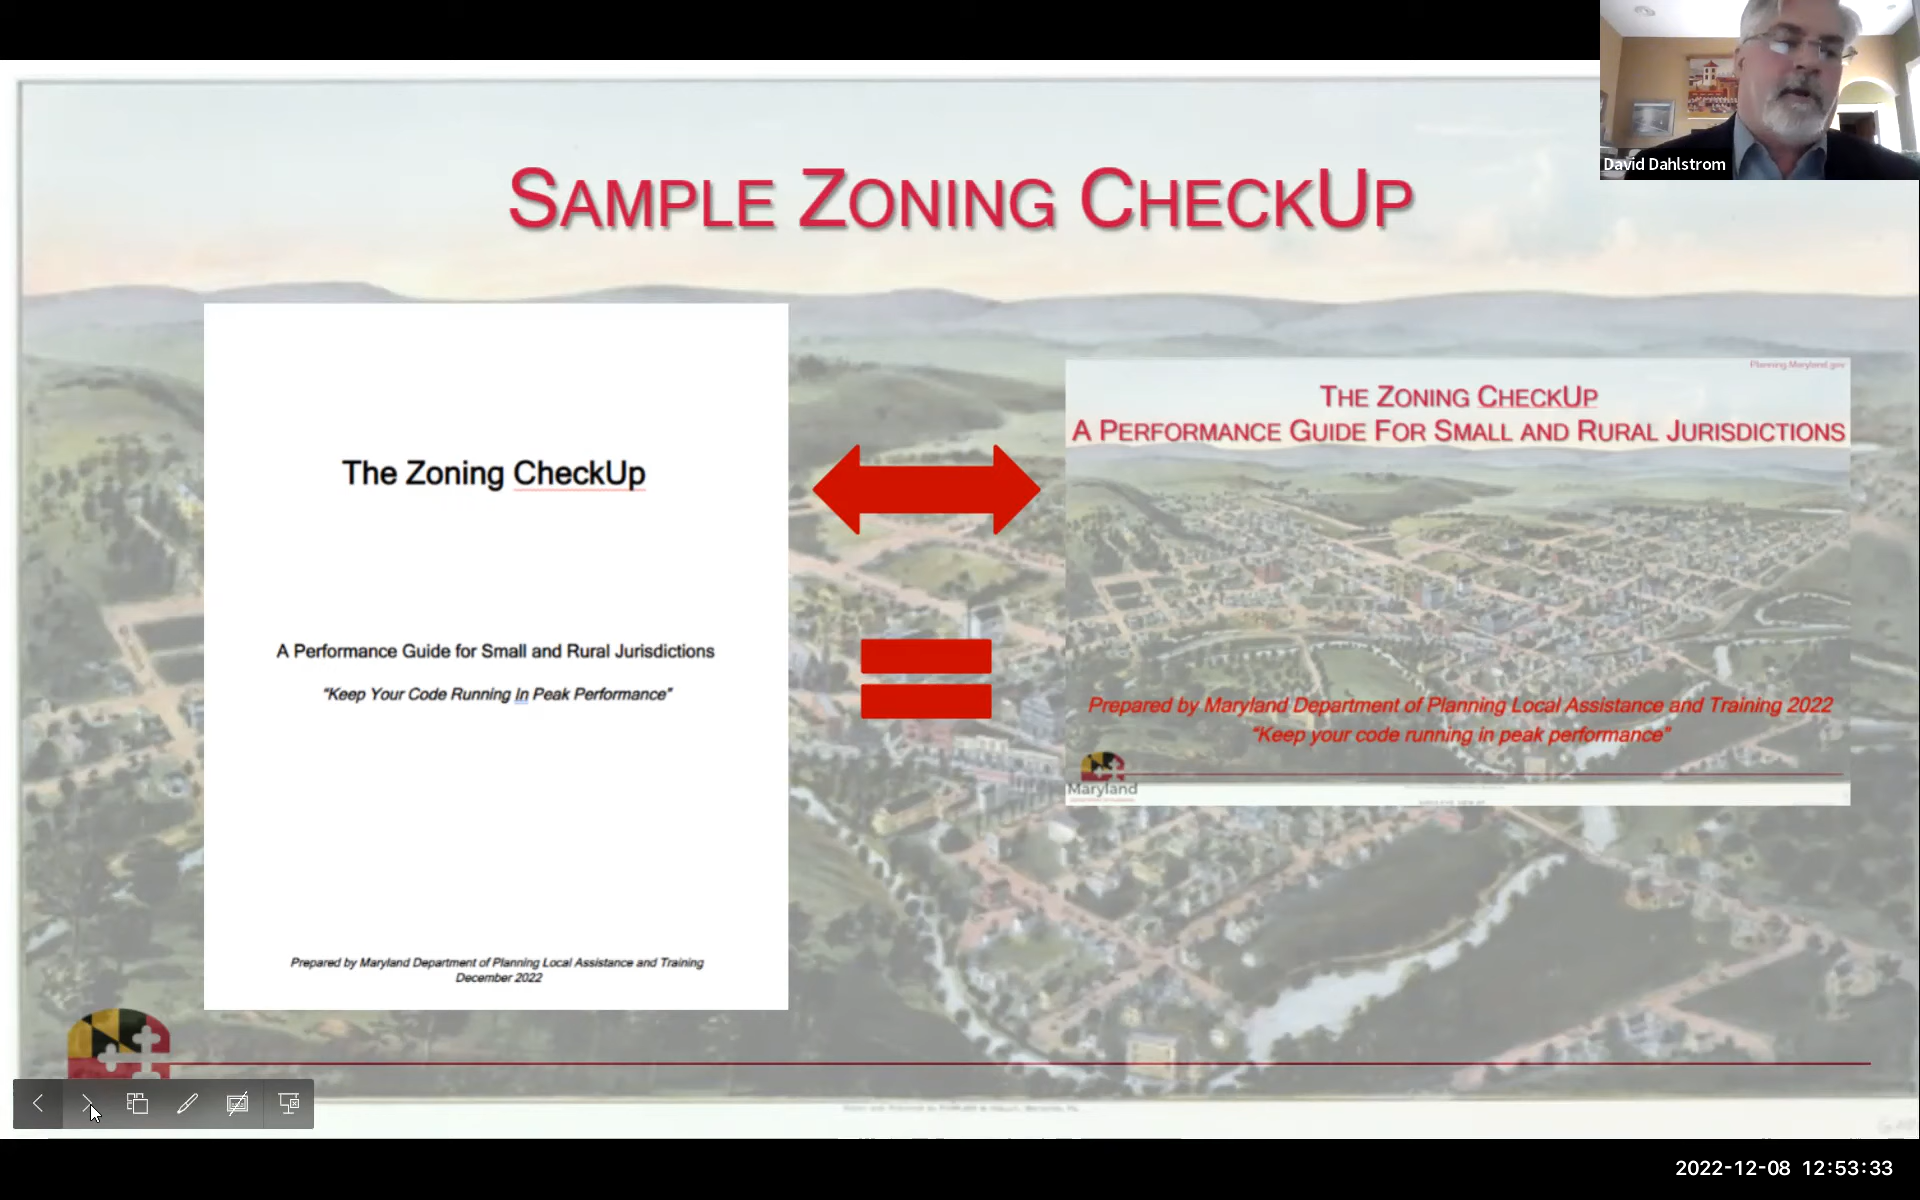 David Dahlstrom
SAMPLE ZONING CHECKUP
The Zoning CheckUp
A Performance Guide for Small and Rural Jurisdictions
“Keep Your Code Running In Peak Performance”
Prepared by Maryland Department of Planning Local Assistance and Training
December 2022
Planning.Maryland.gov
THE ZONING CHECKUP
A PERFORMANCE GUIDE FOR SMALL AND RURAL JURISDICTIONS
Prepared by Maryland Department of Planning Local Assistance and Training 2022
“Keep your code running in peak performance”
Maryland
2022-12-08 12:53:33